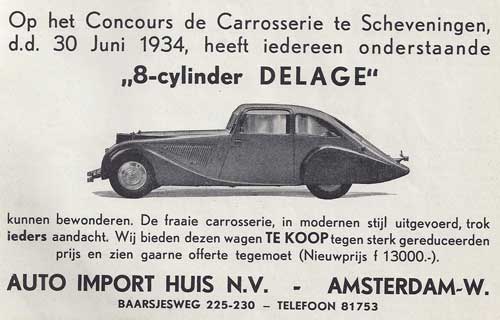 Op het Concours de Carrosserie te Scheveningen,
d.d. 30 Juni 1934, heeft iedereen onderstaande
„8-cylinder DELAGE“
kunnen bewonderen. De fraaie carrosserie, in modernen stijl uitgevoerd, trok
ieders aandacht. Wij bieden dezen wagen TE KOOP tegen sterk gereduceerden
prijs en zien gaarne offerte tegemoet (Nieuwprijs f 13000.-).
AUTO IMPORT HUIS N.V. - AMSTERDAM-W.
BAARSJESWEG 225-230 – TELEFOON 81753